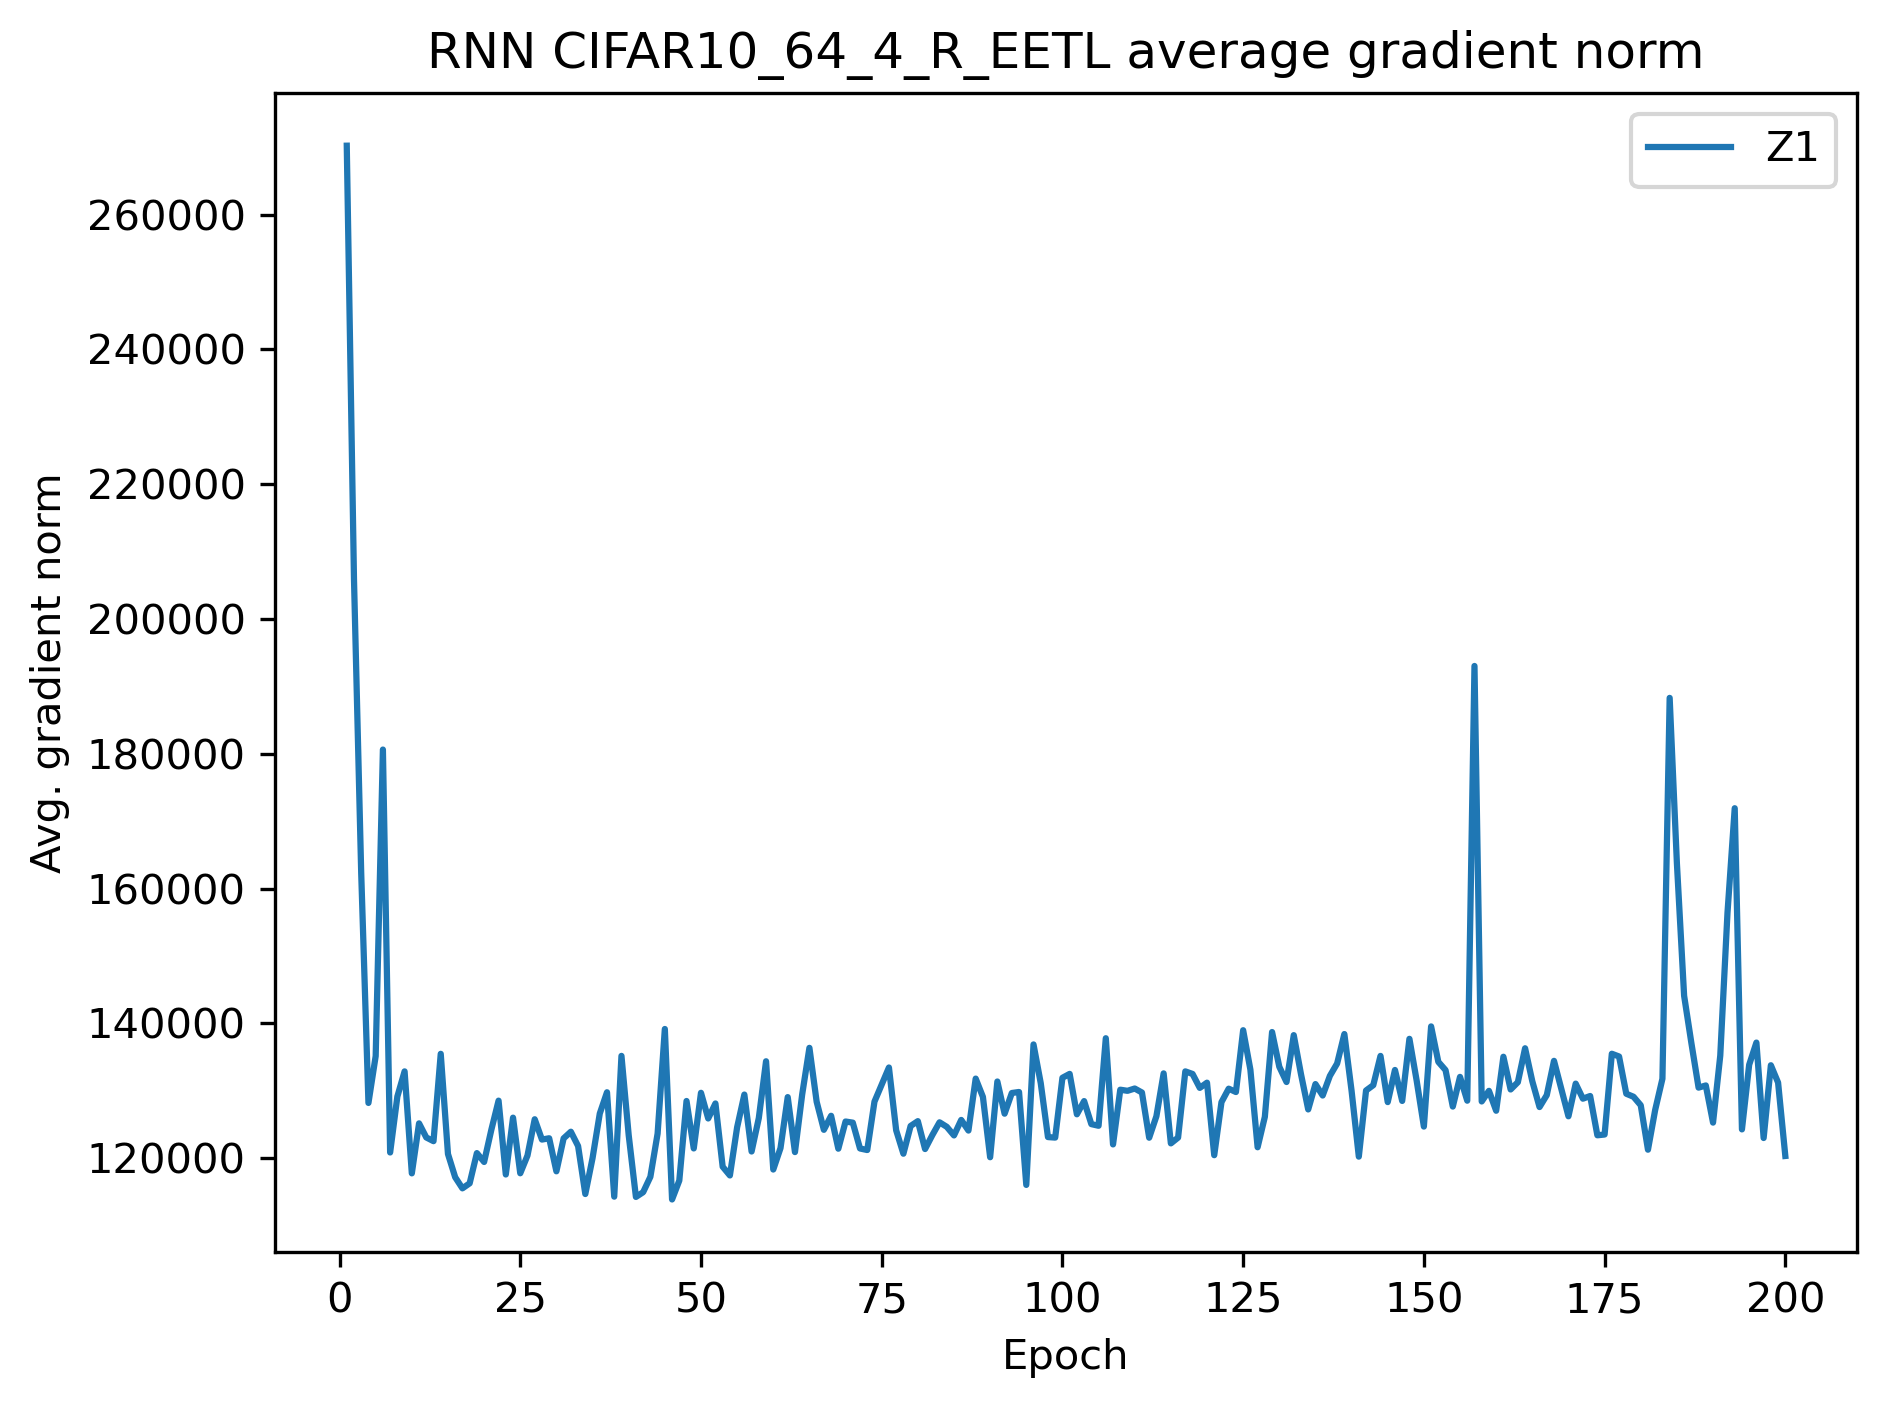 RNN CIFAR10_64_4_R_EETL average gradient norm
Z1
260000
240000
220000
200000
180000
160000
140000
120000
Avg. gradient norm
0 25 50 75 100 125 150 175 200
Epoch